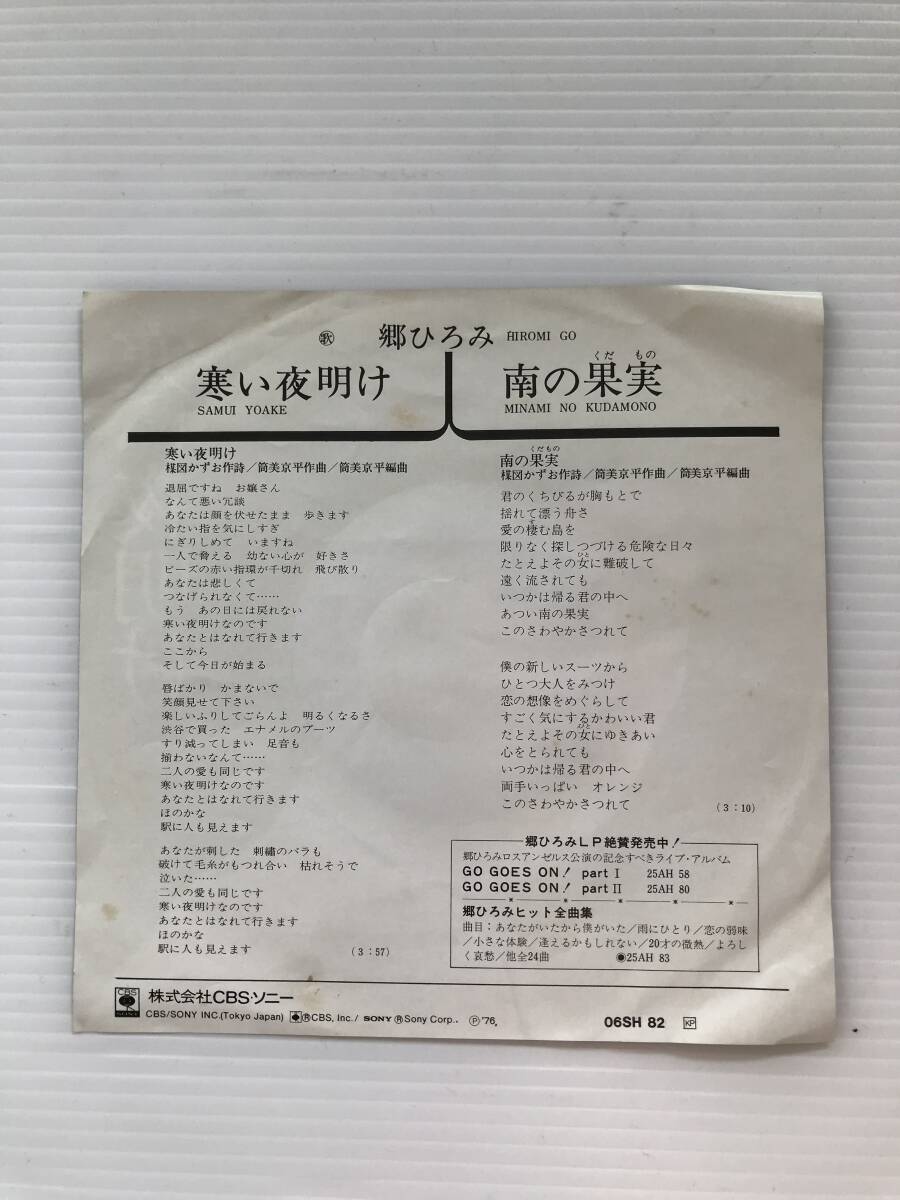 歌 郷ひろみ HIROMI GO
寒い夜明け
SAMUI YOAKE
くだ もの
南の果実
MINAMI NO KUDAMONO
寒い夜明け
楳図かずお作詩/筒美京平作曲/筒美京平編曲
退屈ですね お嬢さん
なんて悪い冗談
あなたは顔を伏せたまま 歩きます
冷たい指を気にしすぎ
にぎりしめて いますね
一人で脅える 幼ない心が 好きさ
ビーズの赤い指環が千切れ 飛び散り
あなたは悲しくて
つなげられなくて……
もう あの日には戻れない
寒い夜明けなのです
あなたとはなれて行きます
ここから
そして今日が始まる
唇ばかり かまないで
笑顔見せて下さい
楽しいふりしてごらんよ 明るくなるさ
渋谷で買った エナメルのブーツ
すり減ってしまい 足音も
揃わないなんて……
二人の愛も同じです
寒い夜明けなのです
あなたとはなれて行きます
ほのかな
駅に人も見えます
あなたが刺した 刺繡のバラも
破けて毛糸がもつれ合い 枯れそうで
泣いた……
二人の愛も同じです
寒い夜明けなのです
あなたとはなれて行きます
ほのかな
駅に人も見えます
(3:57)
くだもの
南の果実
楳図かずお作詩/筒美京平作曲/筒美京平編曲
君のくちびるが胸もとで
揺れて漂う舟さ
愛の棲む島を
限りなく探しつづける危険な日々
たとえよその女に難破して
遠く流されても
いつかは帰る君の中へ
あつい南の果実
このさわやかさつれて
僕の新しいスーツから
ひとつ大人をみつけ
恋の想像をめぐらして
すごく気にするかわいい君
たとえよその女にゆきあい
心をとられても
いつかは帰る君の中へ
両手いっぱい オレンジ
このさわやかさつれて
(3:10)
郷ひろみLP絶賛発売中!
郷ひろみロスアンゼルス公演の記念すべきライブ・アルバム
GO GOES ON! part I 25AH 58
GO GOES ON! part II 25AH 80
郷ひろみヒット全曲集
曲目:あなたがいたから僕がいた/雨にひとり/恋の弱味
/小さな体験/逢えるかもしれない/20才の微熱/よろし
く哀愁/他全24曲 ◉25AH 83
CBS SONY 株式会社CBS・ソニー
CBS/SONY INC.(Tokyo Japan) ®CBS, Inc./ SONY ®Sony Corp.. ℗'76,
06SH 82 KP